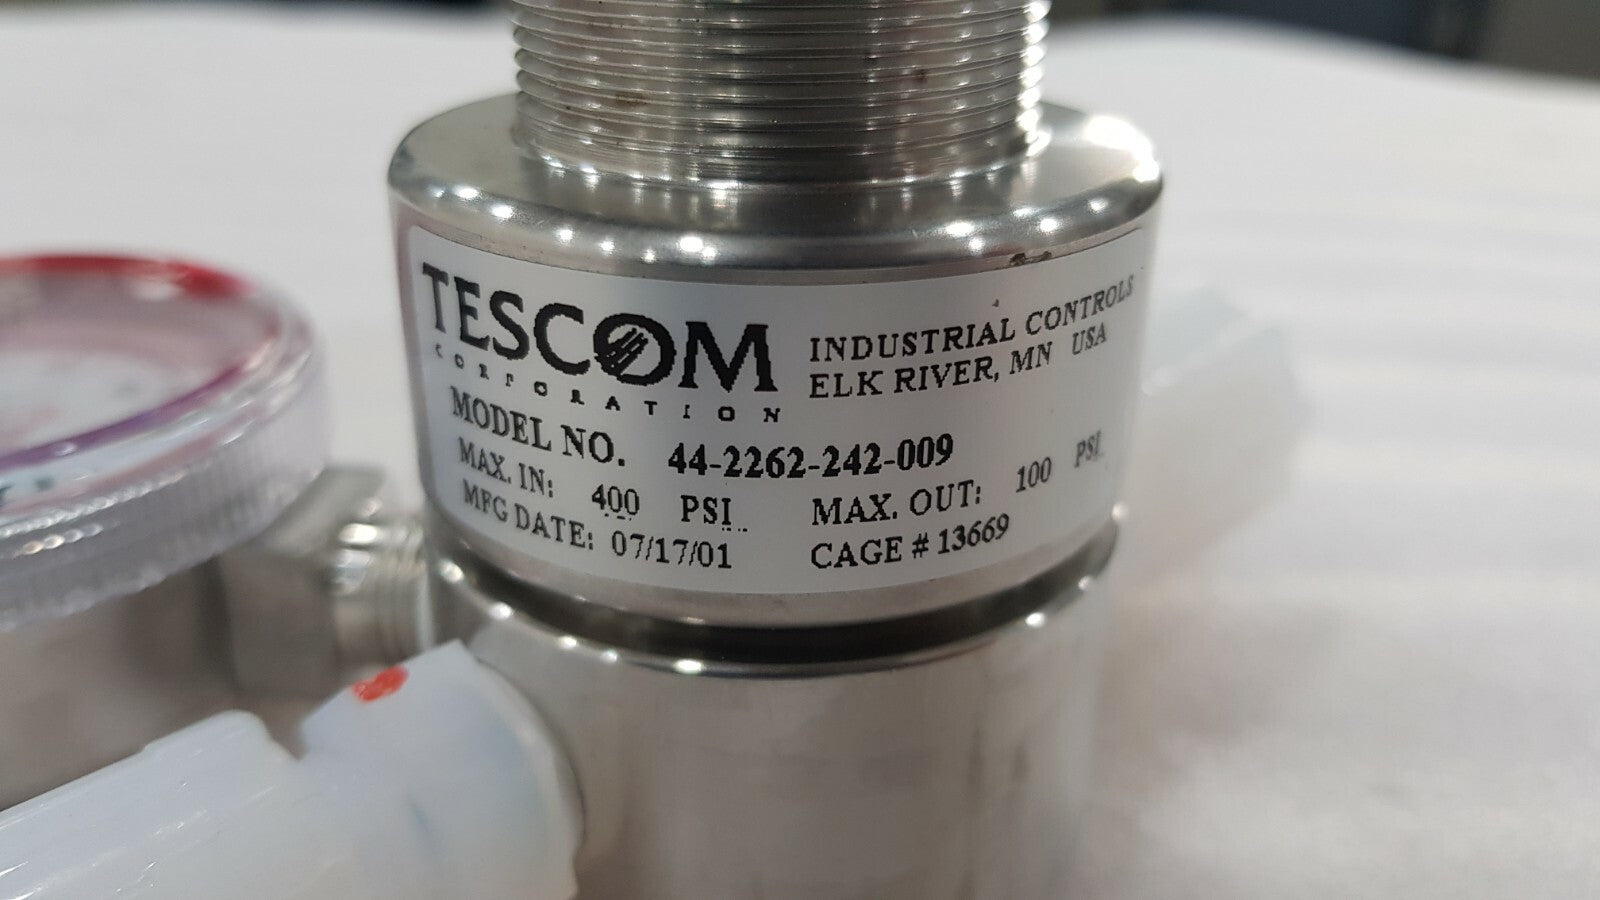 TESCOM
CORPORATION
INDUSTRIAL CONTROLS
ELK RIVER, MN USA
MODEL NO. 44-2262-242-009
MAX. IN: 400 PSI MAX. OUT: 100 PSI
MFG DATE: 07/17/01 CAGE # 13669